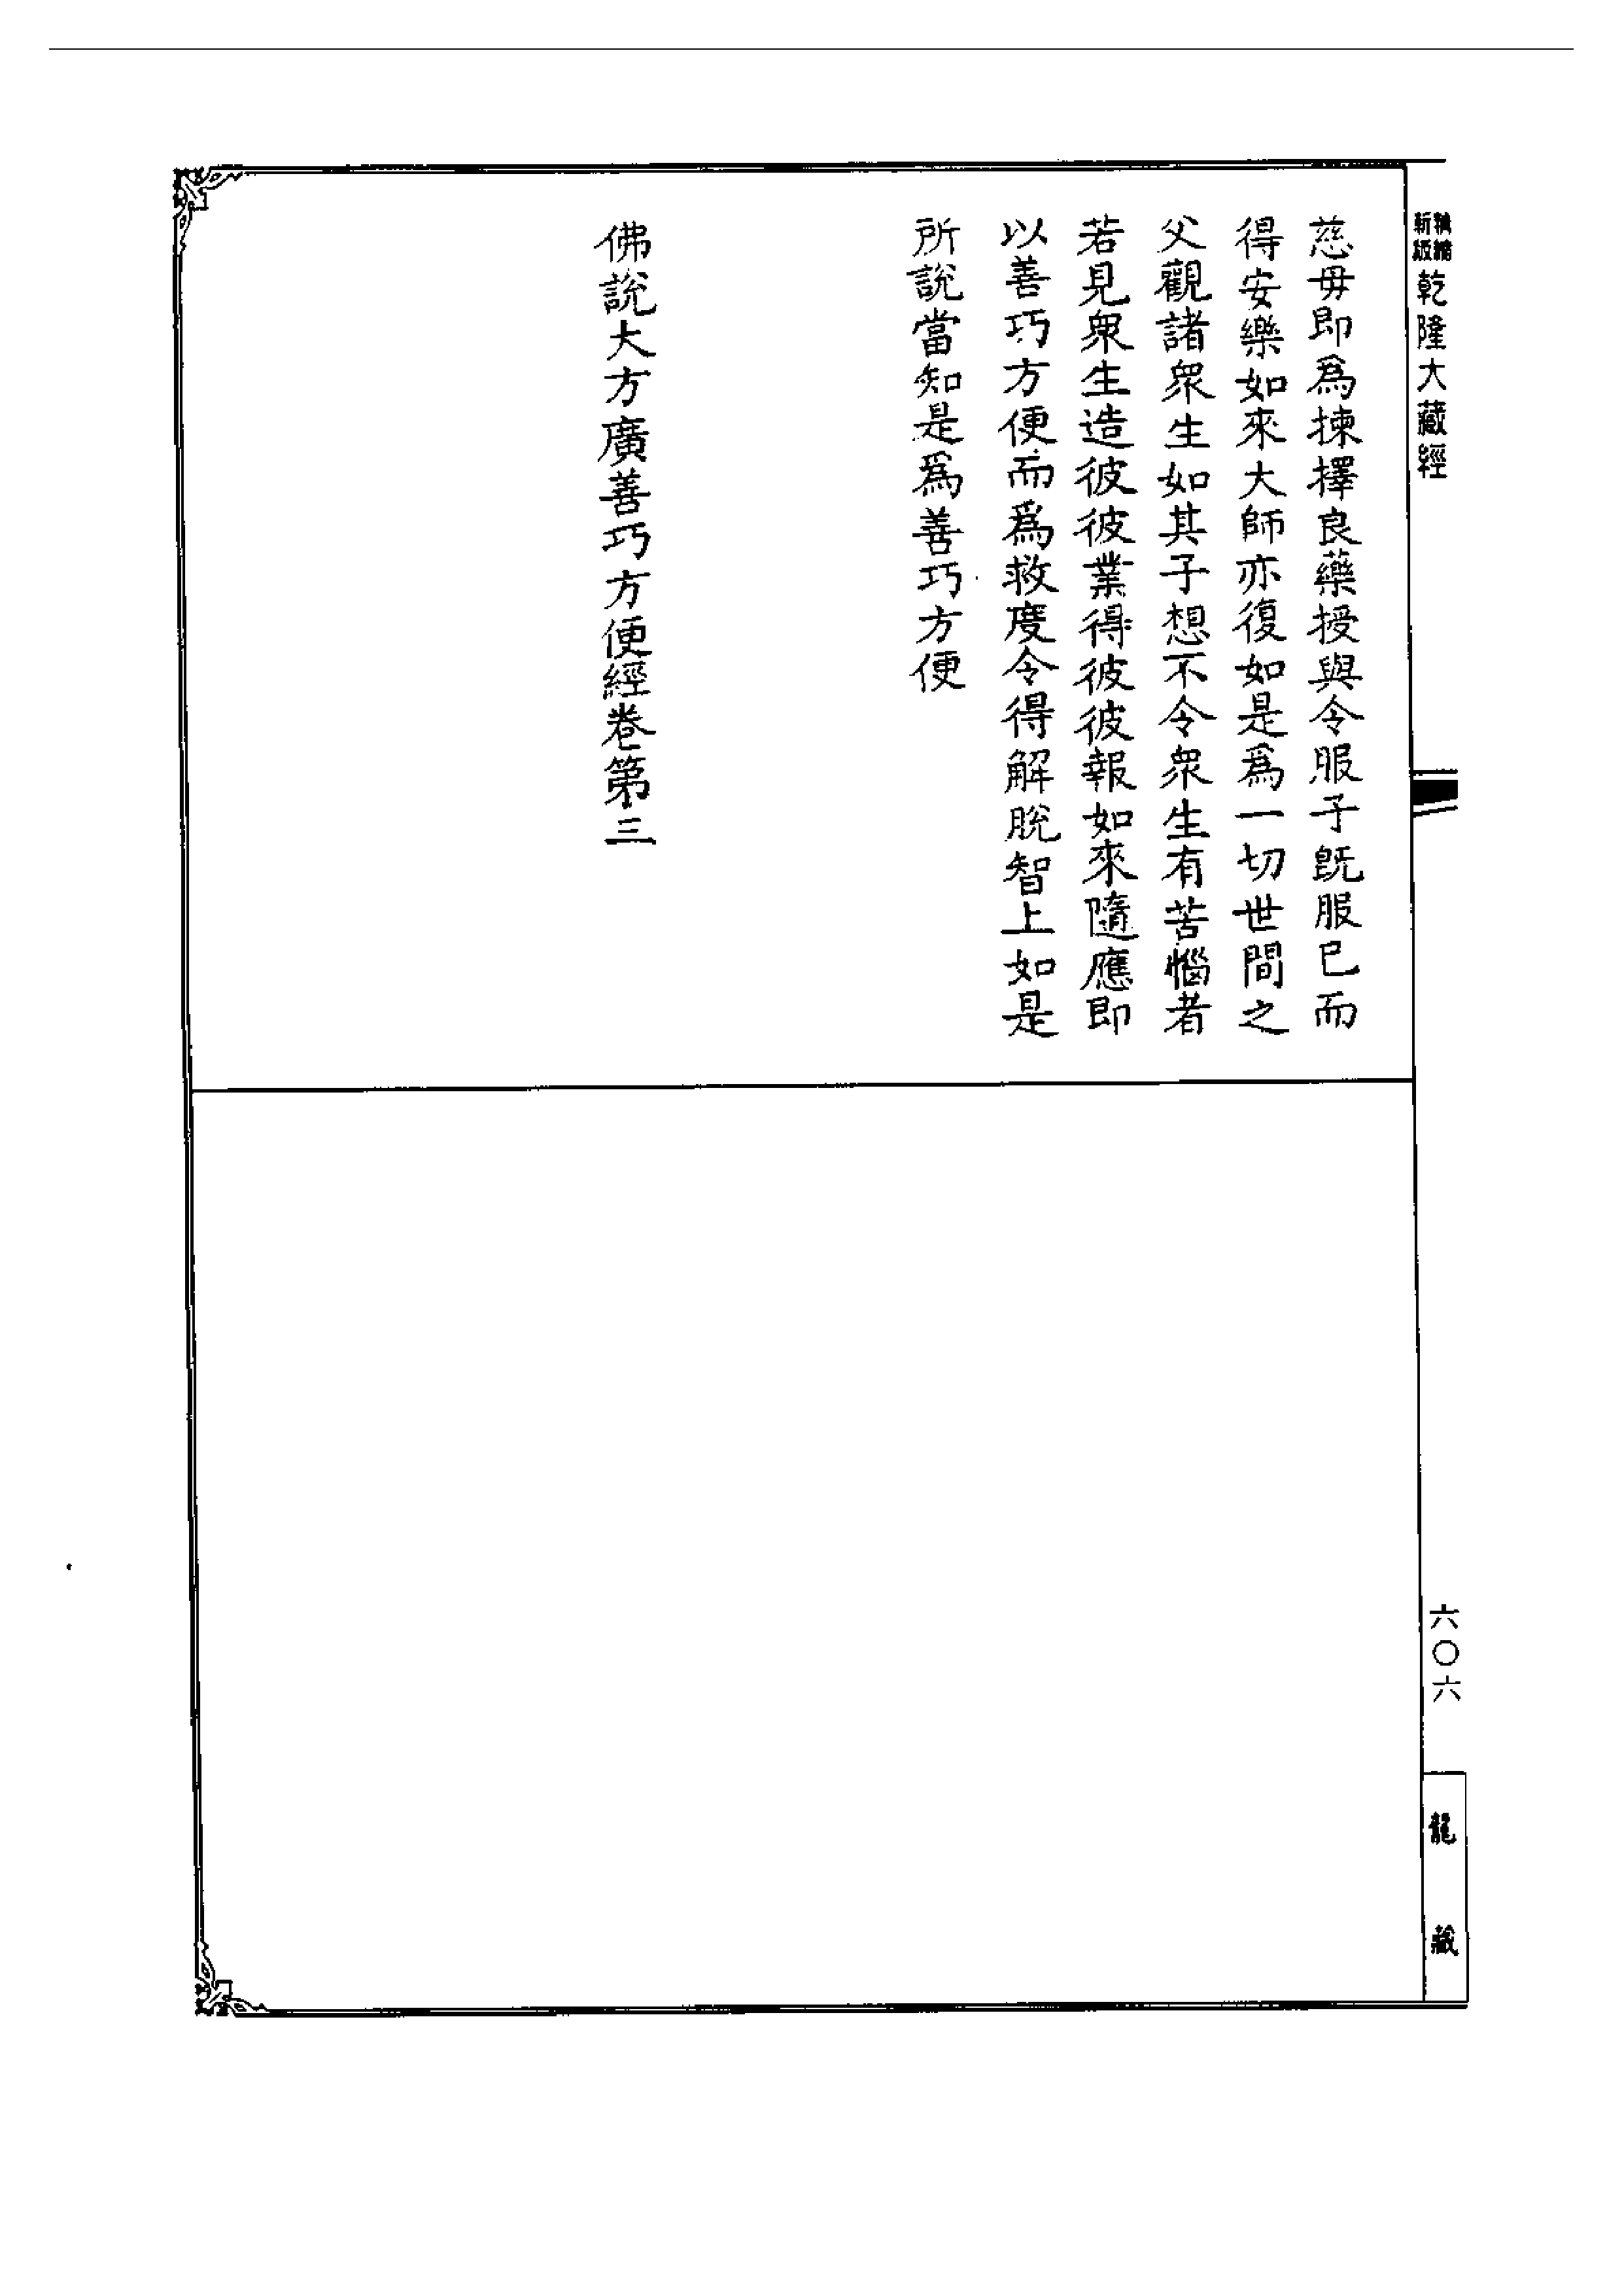 新編
縮版
乾隆大藏經
慈母即爲揀擇良藥授與令服子既服已而
得安樂如來大師亦復如是爲一切世間之
父觀諸眾生如其子想不令眾生有苦惱者
若見眾生造彼彼業得彼彼報如來隨應即
以善巧方便而爲救度令得解脫智上如是
所說當知是爲善巧方便
佛說大方廣善巧方便經卷第三
六〇六
龍藏